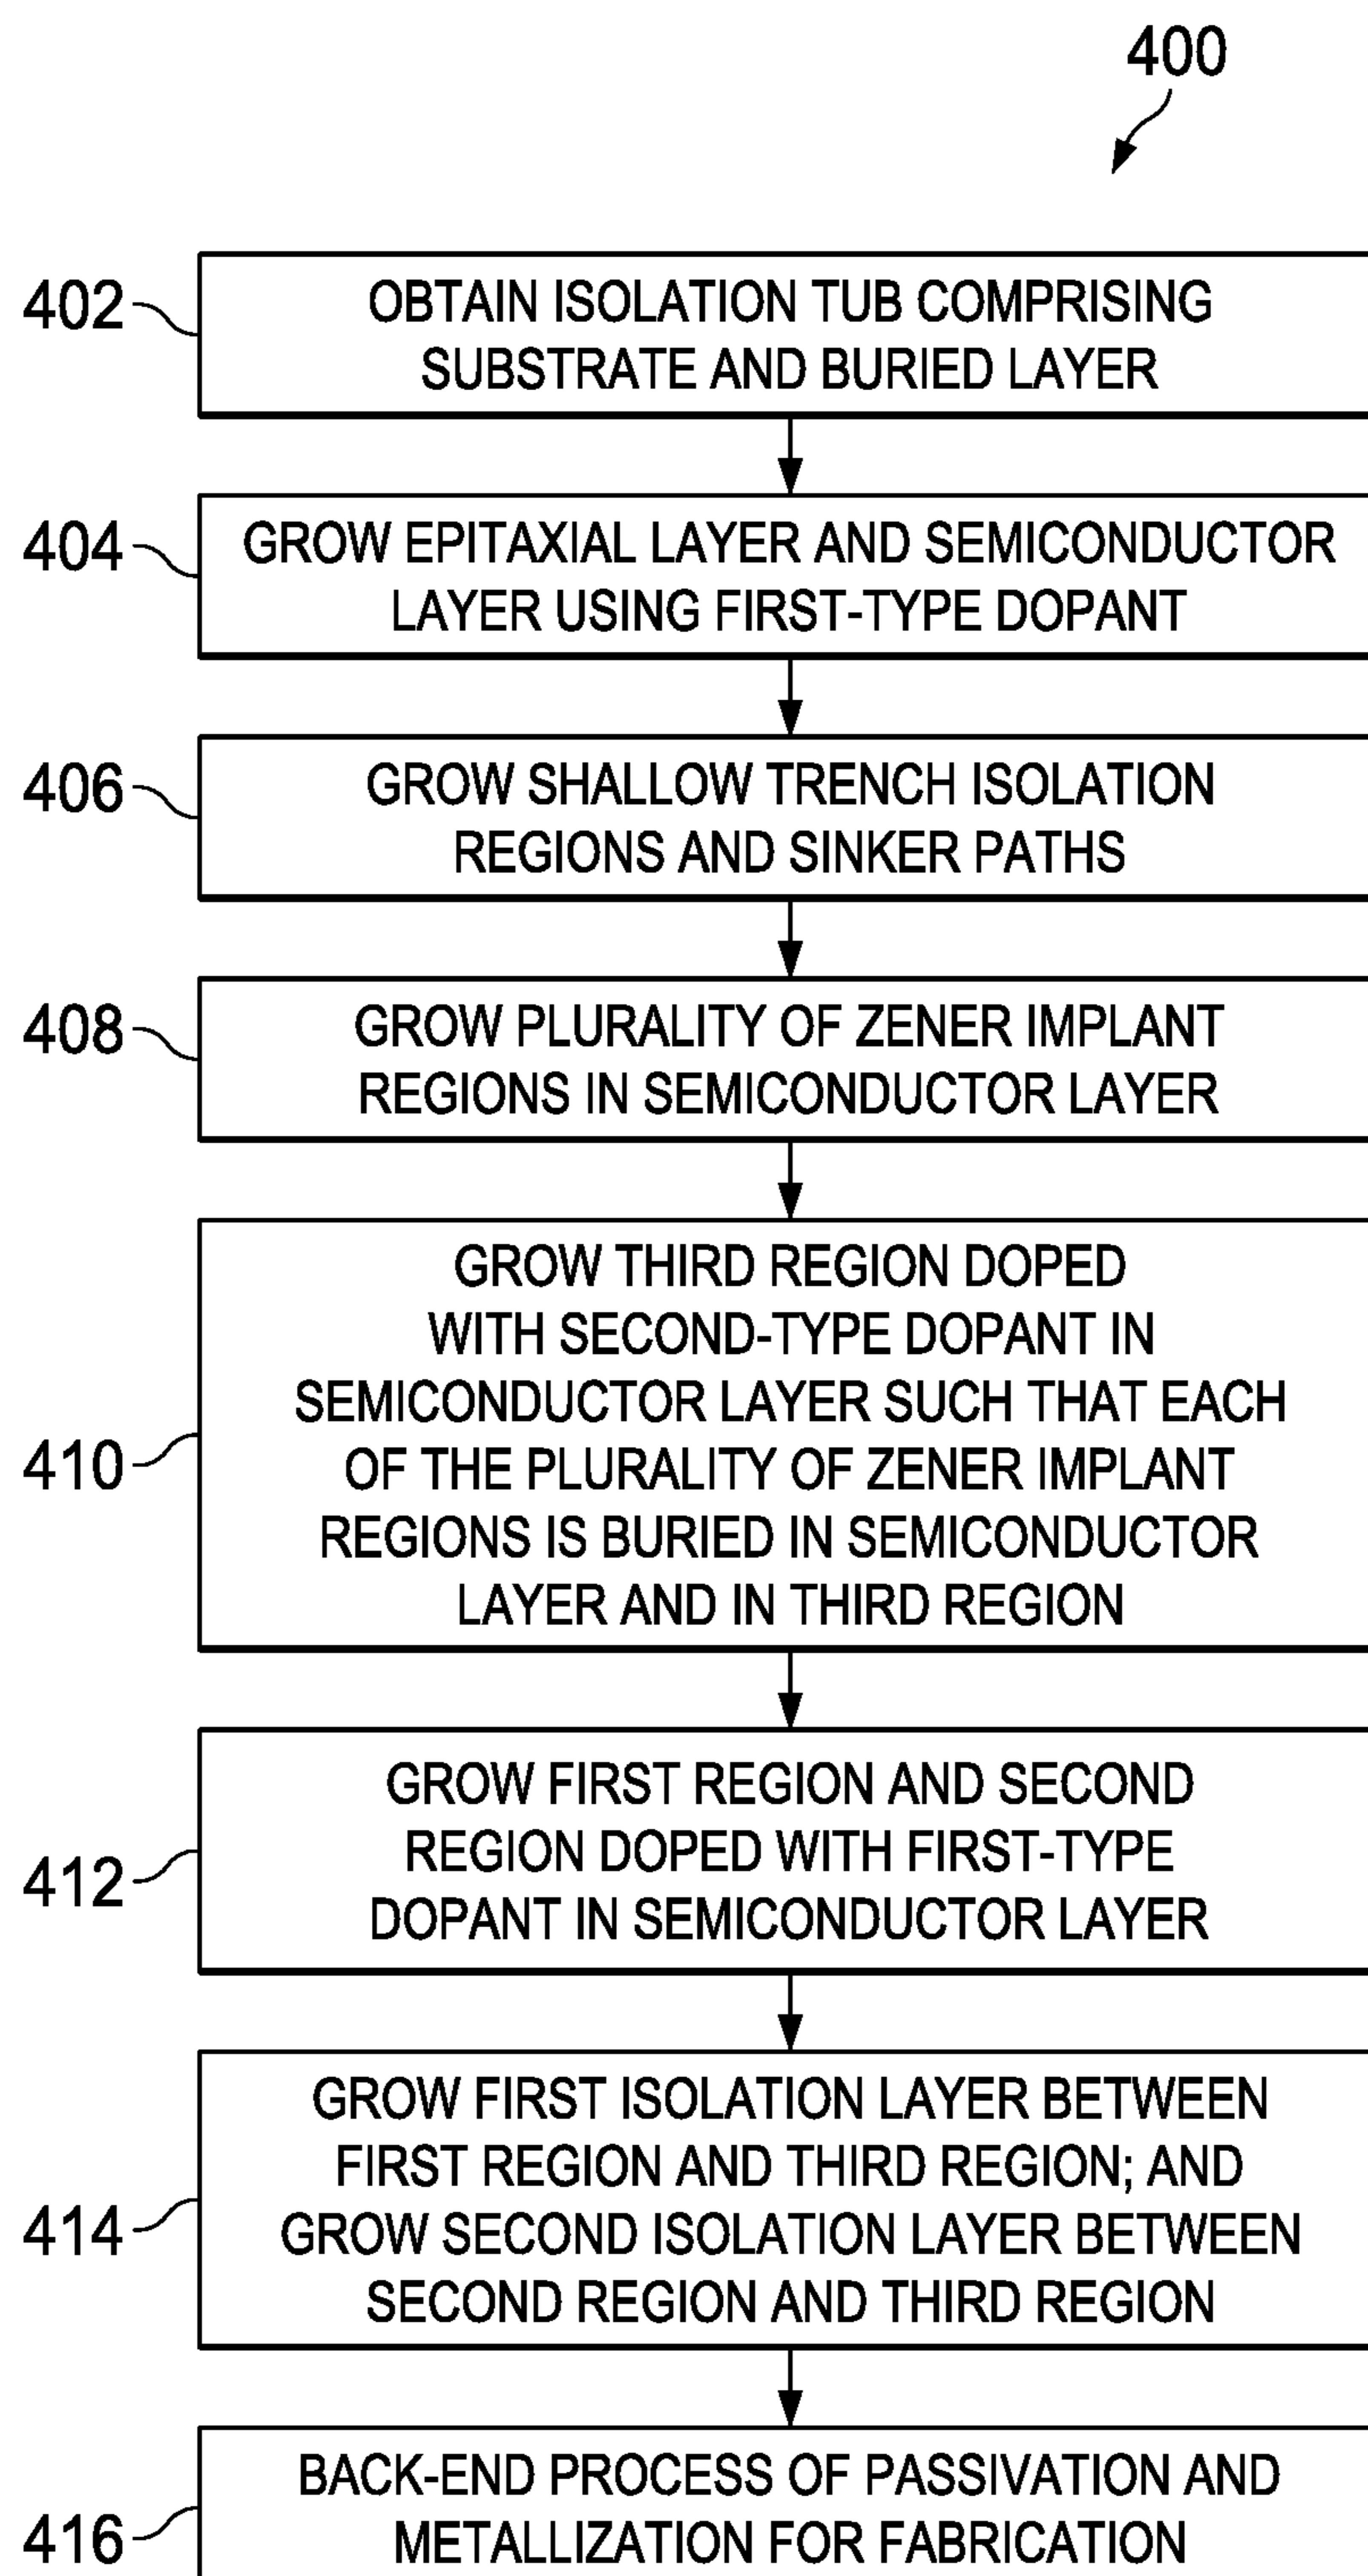 400
402
OBTAIN ISOLATION TUB COMPRISING
SUBSTRATE AND BURIED LAYER
404
GROW EPITAXIAL LAYER AND SEMICONDUCTOR
LAYER USING FIRST-TYPE DOPANT
406
GROW SHALLOW TRENCH ISOLATION
REGIONS AND SINKER PATHS
408
GROW PLURALITY OF ZENER IMPLANT
REGIONS IN SEMICONDUCTOR LAYER
410
GROW THIRD REGION DOPED
WITH SECOND-TYPE DOPANT IN
SEMICONDUCTOR LAYER SUCH THAT EACH
OF THE PLURALITY OF ZENER IMPLANT
REGIONS IS BURIED IN SEMICONDUCTOR
LAYER AND IN THIRD REGION
412
GROW FIRST REGION AND SECOND
REGION DOPED WITH FIRST-TYPE
DOPANT IN SEMICONDUCTOR LAYER
414
GROW FIRST ISOLATION LAYER BETWEEN
FIRST REGION AND THIRD REGION; AND
GROW SECOND ISOLATION LAYER BETWEEN
SECOND REGION AND THIRD REGION
416
BACK-END PROCESS OF PASSIVATION AND
METALLIZATION FOR FABRICATION